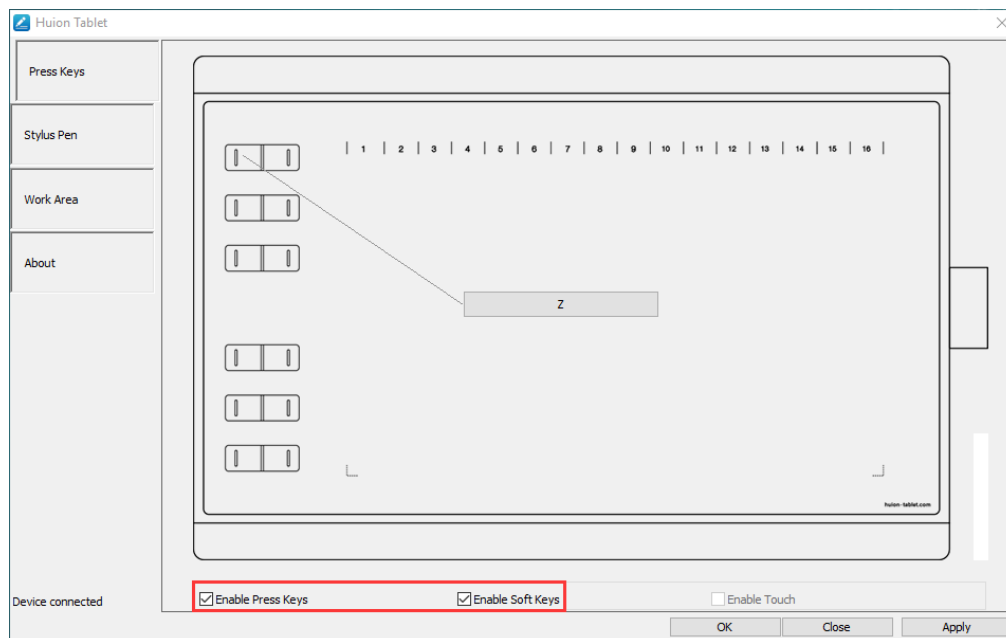 Huion Tablet
Press Keys
Stylus Pen
Work Area
About
1 2 3 4 5 6 7 8 9 10 11 12 13 14 15 16
Z
huion-tablet.com
Device connected
Enable Press Keys
Enable Soft Keys
Enable Touch
OK
Close
Apply